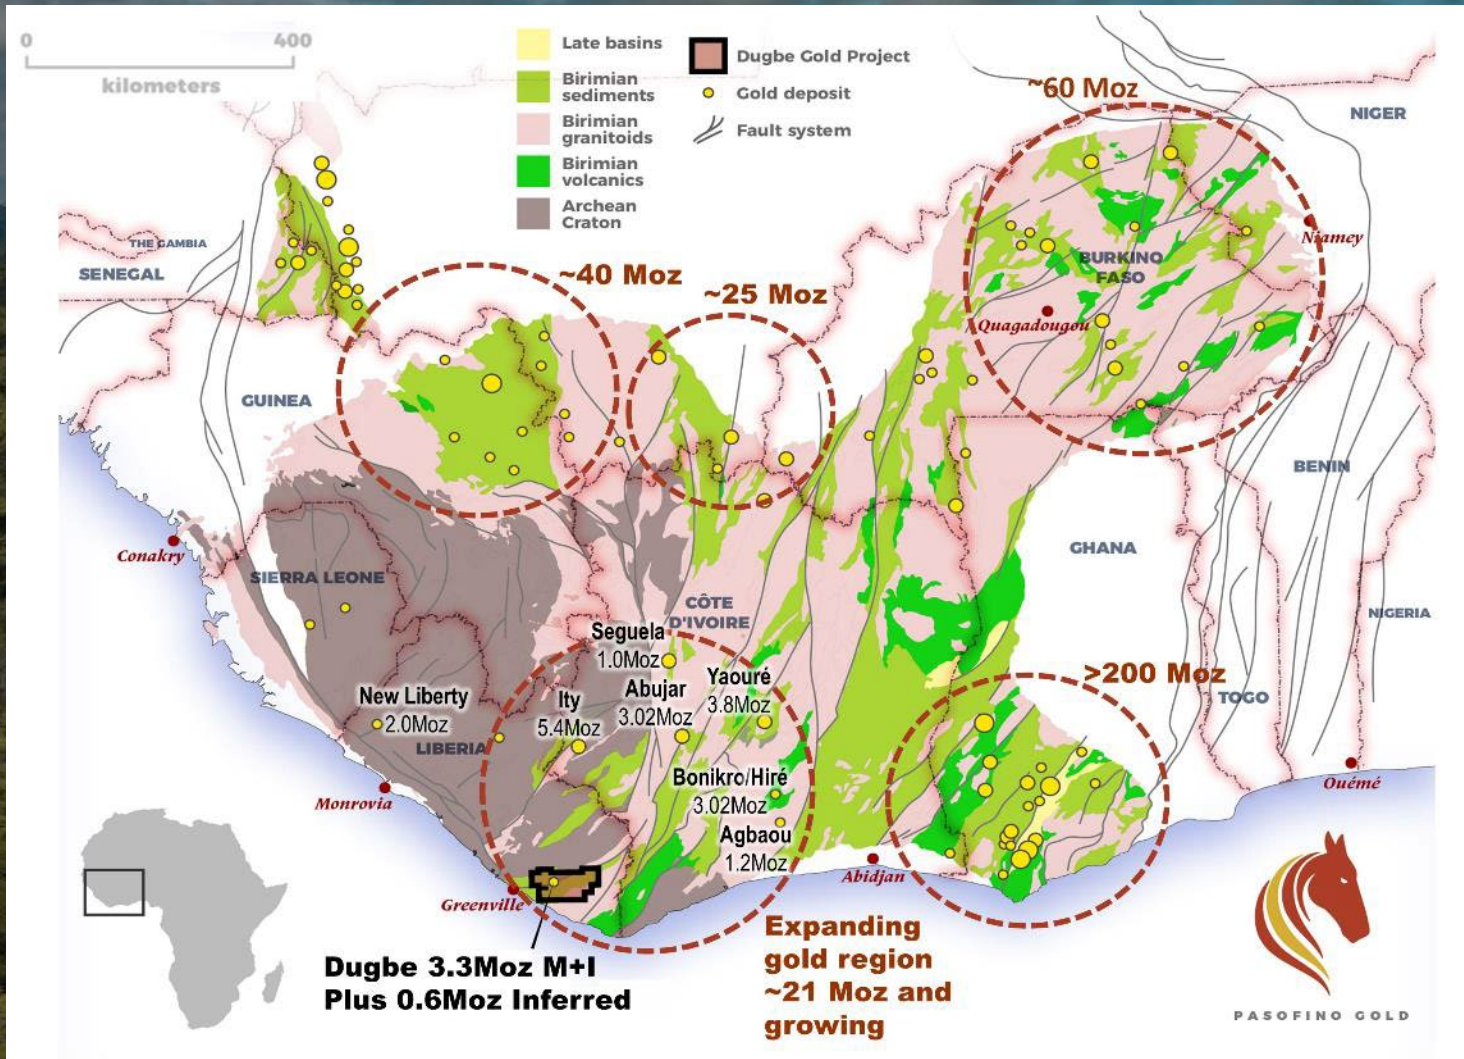 0
400
kilometers
Late basins
Birimian
sediments
Birimian
granitoids
Birimian
volcanics
Archean
Craton
Dugbe Gold Project
Gold deposit
Fault system
~60 Moz
NIGER
THE GAMBIA
SENEGAL
~40 Moz
~25 Moz
Niamey
BURKINO
FASO
Quagadougou
GUINEA
BENIN
Conakry
GHANA
SIERRA LEONE
CÔTE
D'IVOIRE
NIGERIA
Seguela
1.0Moz
Abujar
3.02Moz
Yaouré
3.8Moz
>200 Moz
New Liberty
2.0Moz
Ity
5.4Moz
TOGO
LIBERIA
Bonikro/Hiré
3.02Moz
Agbaou
1.2Moz
Ouémé
Monrovia
Abidjan
Greenville
Dugbe 3.3Moz M+I
Plus 0.6Moz Inferred
Expanding
gold region
~21 Moz and
growing
PASOFINO GOLD